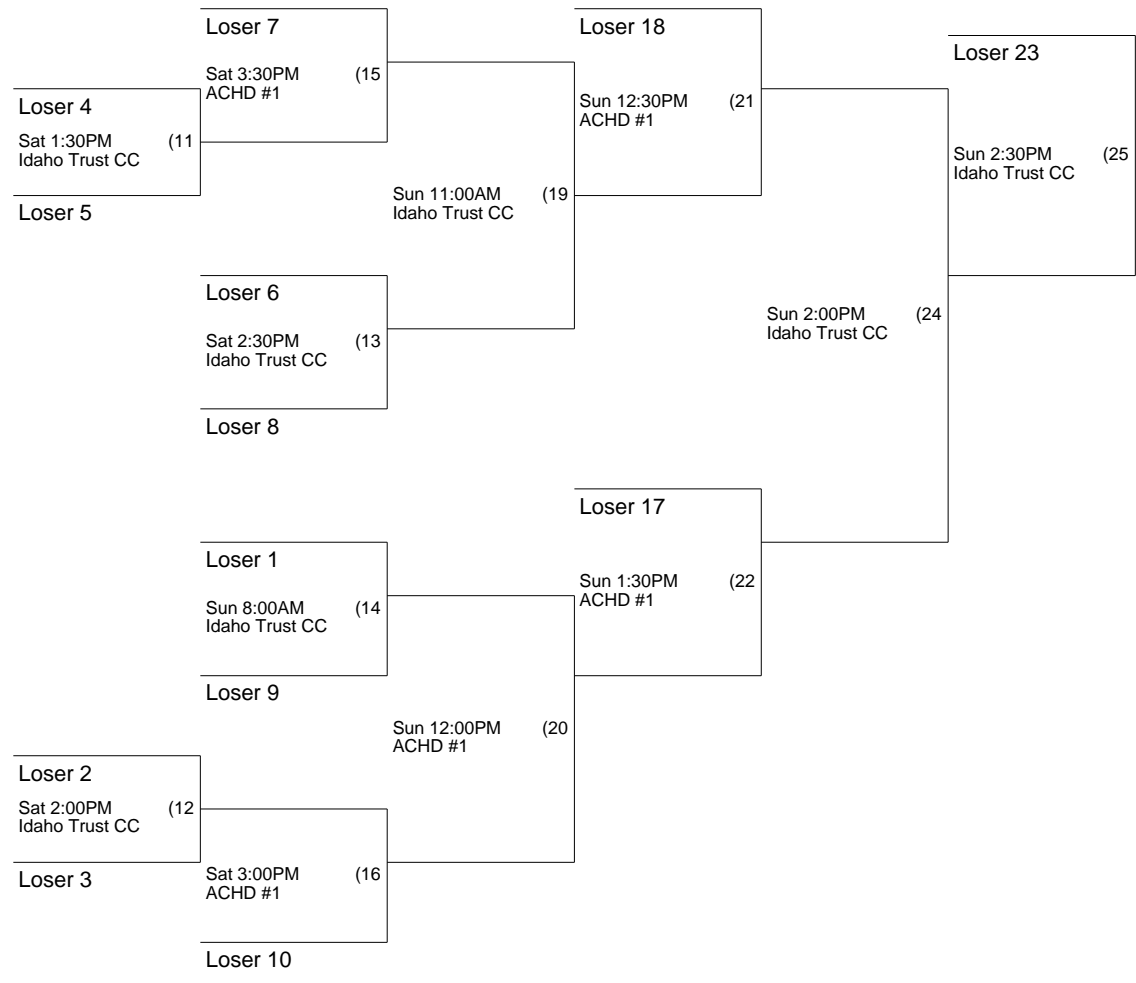 Loser 7
Sat 3:30PM (15
ACHD #1
Loser 4
Sat 1:30PM (11
Idaho Trust CC
Loser 5
Loser 6
Sat 2:30PM (13
Idaho Trust CC
Loser 8
Sun 11:00AM (19
Idaho Trust CC
Loser 18
Sun 12:30PM (21
ACHD #1
Loser 23
Sun 2:30PM (25
Idaho Trust CC
Sun 2:00PM (24
Idaho Trust CC
Loser 17
Sun 1:30PM (22
ACHD #1
Loser 1
Sun 8:00AM (14
Idaho Trust CC
Loser 9
Sun 12:00PM (20
ACHD #1
Loser 2
Sat 2:00PM (12
Idaho Trust CC
Loser 3
Sat 3:00PM (16
ACHD #1
Loser 10